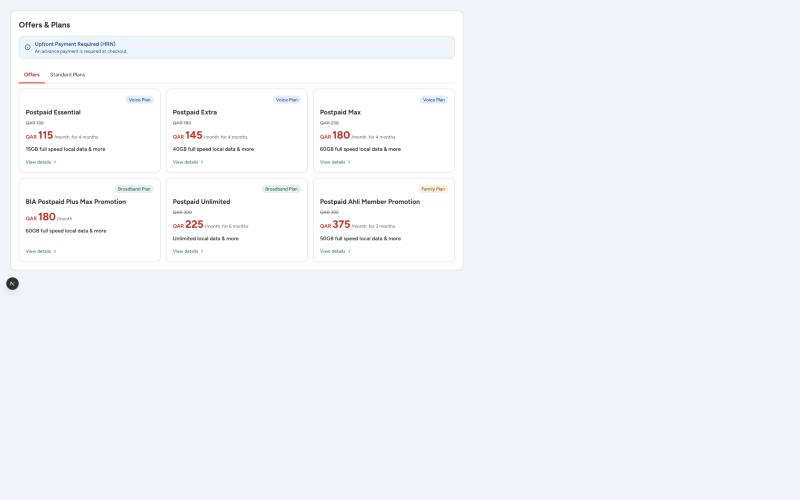 Offers & Plans
Upfront Payment Required (HRN)
An advance payment is required at checkout.
Offers
Standard Plans
Voice Plan
Postpaid Essential
QAR 130
QAR 115 /month for 4 months
15GB full speed local data & more
View details
Voice Plan
Postpaid Extra
QAR 190
QAR 145 /month for 4 months
40GB full speed local data & more
View details
Voice Plan
Postpaid Max
QAR 230
QAR 180 /month for 4 months
60GB full speed local data & more
View details
Broadband Plan
BIA Postpaid Plus Max Promotion
QAR 180 /month
60GB full speed local data & more
View details
Broadband Plan
Postpaid Unlimited
QAR 300
QAR 225 /month for 6 months
Unlimited local data & more
View details
Family Plan
Postpaid Ahli Member Promotion
QAR
QAR 375 /month for 3 months
50GB full speed local data & more
View details
N